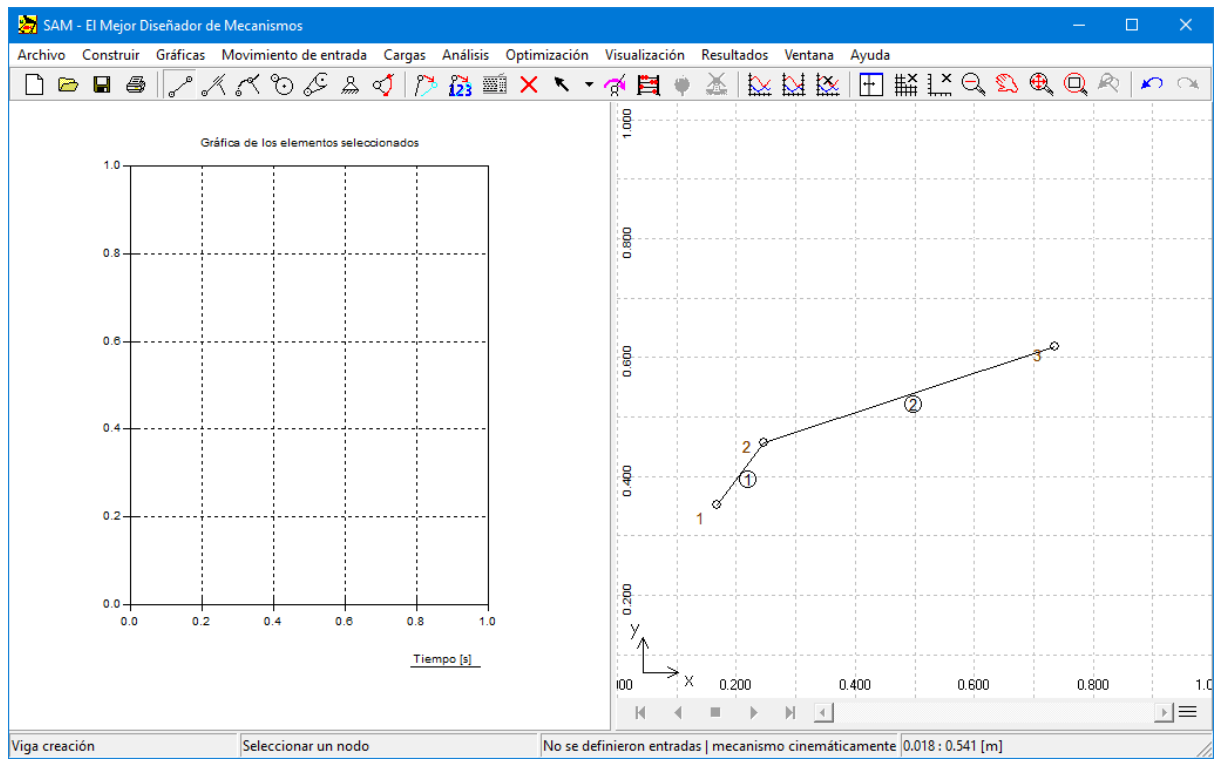 SAM - El Mejor Diseñador de Mecanismos
Archivo Construir Gráficas Movimiento de entrada Cargas Análisis Optimización Visualización Resultados Ventana Ayuda
123
Gráfica de los elementos seleccionados
1.0
0.8
0.6
0.4
0.2
0.0
0.0 0.2 0.4 0.6 0.8 1.0
Tiempo [s]
1.000
0.800
0.600
0.400
0.200
3
2
2
1
1
y
x
00 0.200 0.400 0.600 0.800 1.0
Viga creación
Seleccionar un nodo
No se definieron entradas | mecanismo cinemáticamente
0.018 : 0.541 [m]